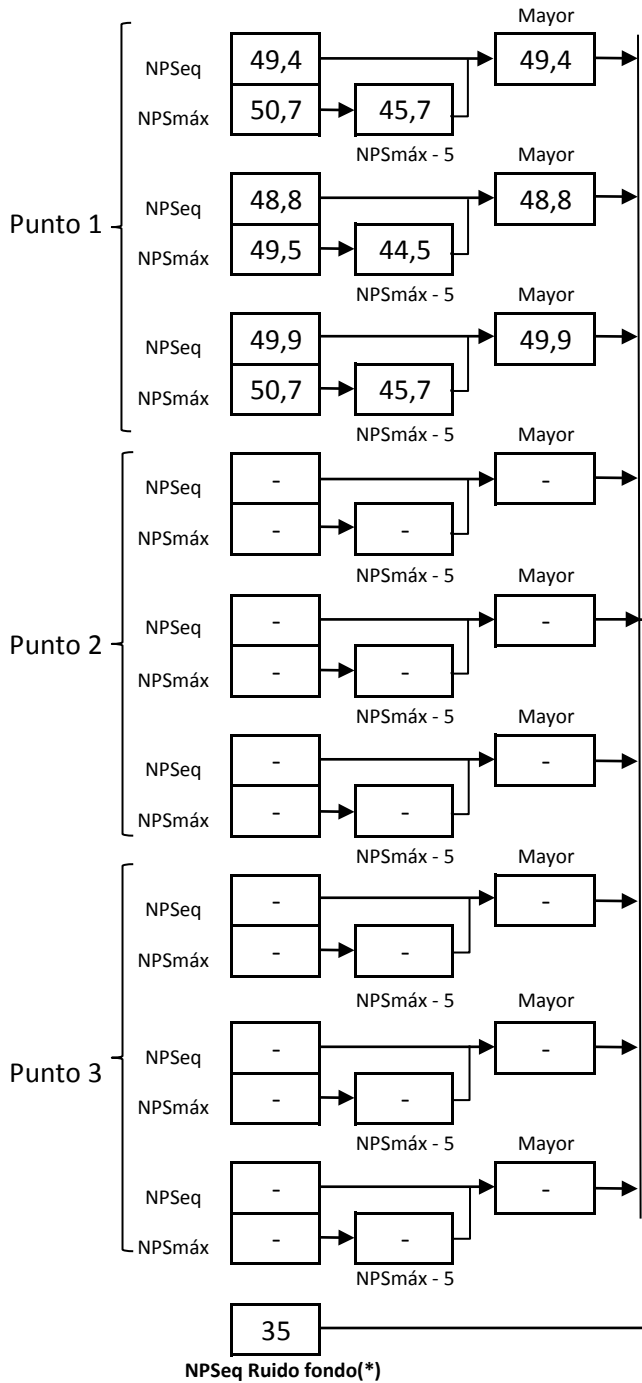 Mayor
NPSeq 49,4 49,4
NPSmáx 50,7 45,7
NPSmáx - 5 Mayor
Punto 1 NPSeq 48,8 48,8
NPSmáx 49,5 44,5
NPSmáx - 5 Mayor
NPSeq 49,9 49,9
NPSmáx 50,7 45,7
NPSmáx - 5 Mayor
NPSeq - -
NPSmáx - -
NPSmáx - 5 Mayor
Punto 2 NPSeq - -
NPSmáx - -
NPSmáx - 5 Mayor
NPSeq - -
NPSmáx - -
NPSmáx - 5 Mayor
NPSeq - -
NPSmáx - -
NPSmáx - 5 Mayor
Punto 3 NPSeq - -
NPSmáx - -
NPSmáx - 5 Mayor
NPSeq - -
NPSmáx - -
NPSmáx - 5
35
NPSeq Ruido fondo(*)